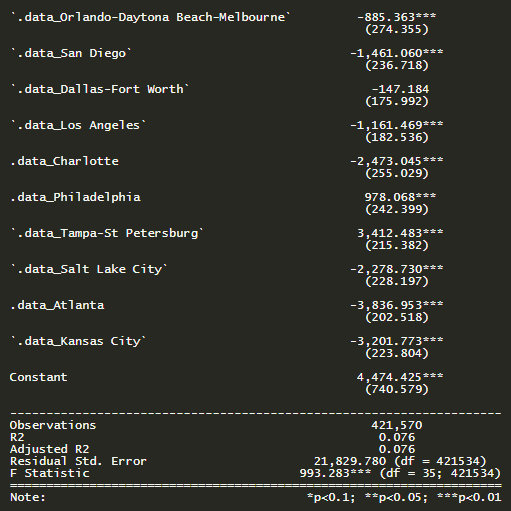 `.data_Orlando-Daytona Beach-Melbourne` -885.363***
(274.355)
`.data_San Diego` -1,461.060***
(236.718)
`.data_Dallas-Fort Worth` -147.184
(175.992)
`.data_Los Angeles` -1,161.469***
(182.536)
.data_Charlotte -2,473.045***
(255.029)
.data_Philadelphia 978.068***
(242.399)
`.data_Tampa-St Petersburg` 3,412.483***
(215.382)
`.data_Salt Lake City` -2,278.730***
(228.197)
.data_Atlanta -3,836.953***
(202.518)
`.data_Kansas City` -3,201.773***
(223.804)
Constant 4,474.425***
(740.579)
--------------------------------------------------------------------
Observations 421,570
R2 0.076
Adjusted R2 0.076
Residual Std. Error 21,829.780 (df = 421534)
F Statistic 993.283*** (df = 35; 421534)
====================================================================
Note: *p<0.1; **p<0.05; ***p<0.01